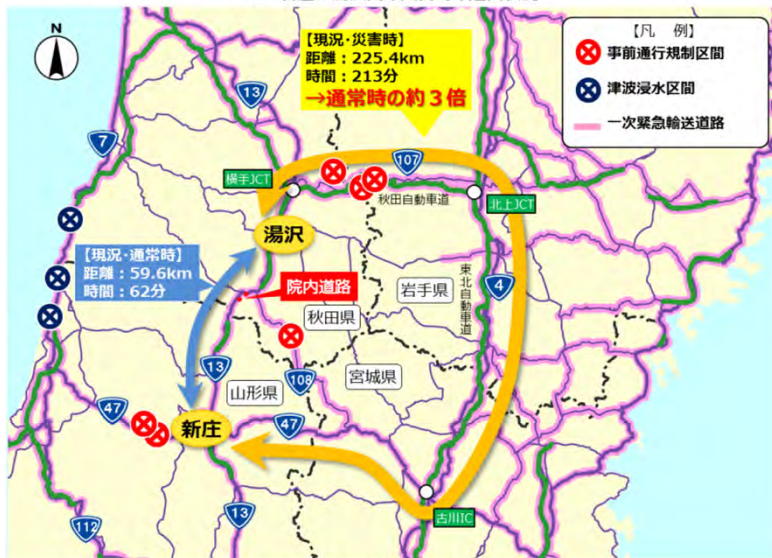 N
【現況・災害時】
距離：225.4km
時間：213分
→通常時の約３倍
【凡　例】
事前通行規制区間
津波浸水区間
一次緊急輸送道路
13
7
107
横手JCT
秋田自動車道
北上JCT
湯沢
【現況・通常時】
距離：59.6km
時間：62分
院内道路
岩手県
東北自動車道
4
秋田県
13
山形県
108
宮城県
47
新庄
47
古川IC
13
112